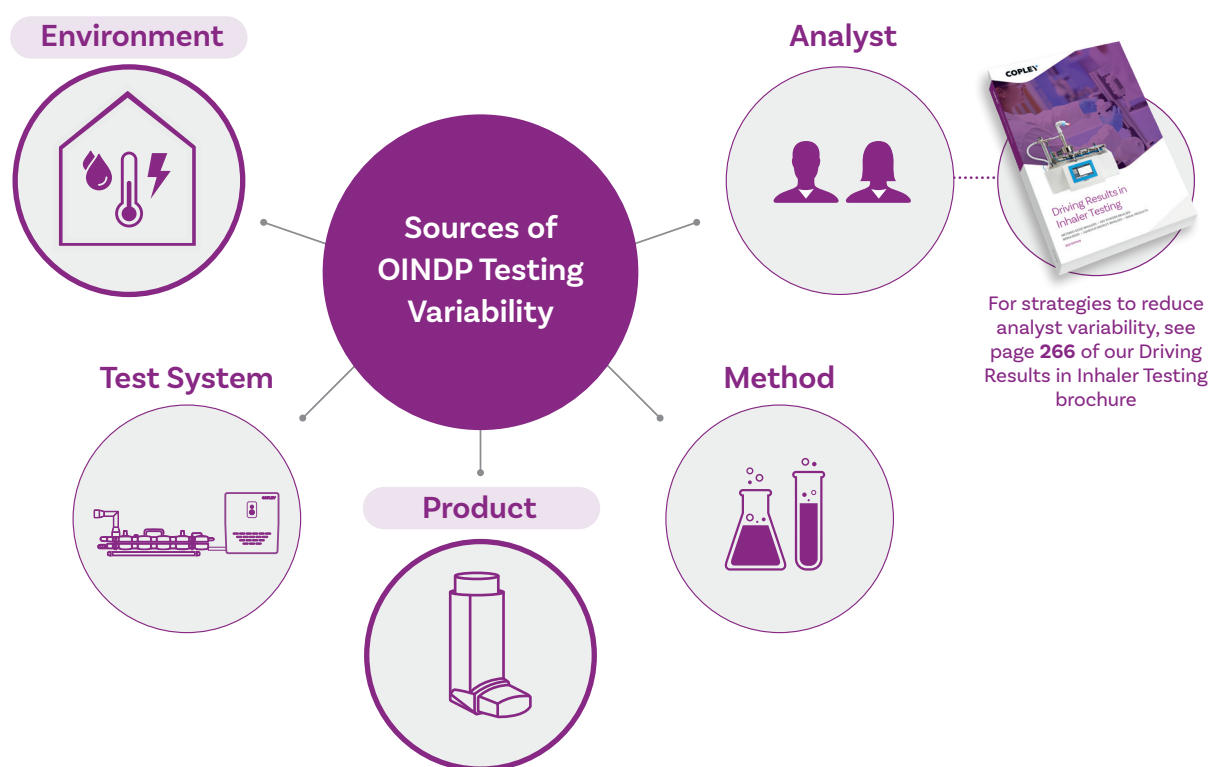 Environment
Analyst
COPLEY
Driving Results in
Inhaler Testing
Sources of
OINDP Testing
Variability
For strategies to reduce
analyst variability, see
page 266 of our Driving
Results in Inhaler Testing
brochure
Test System
Method
COPLEY
Product